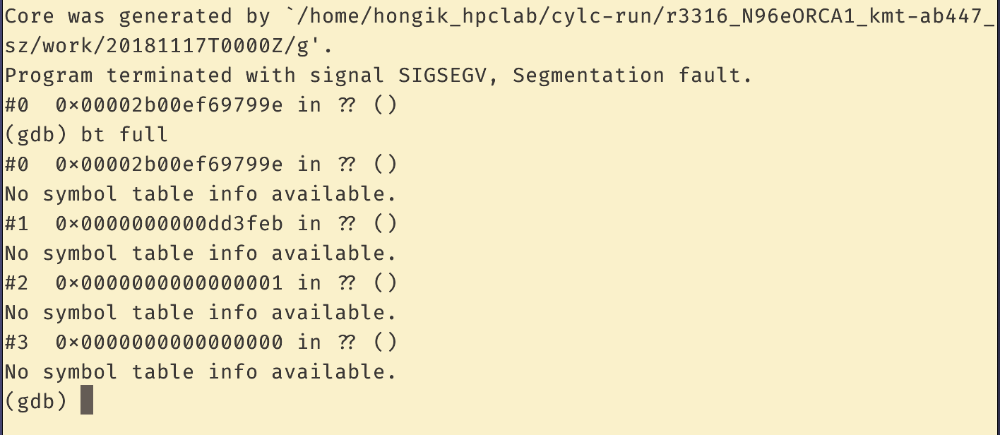 Core was generated by `/home/hongik_hpclab/cylc-run/r3316_N96eORCA1_kmt-ab447_
sz/work/20181117T0000Z/g'.
Program terminated with signal SIGSEGV, Segmentation fault.
#0  0x00002b00ef69799e in ?? ()
(gdb) bt full
#0  0x00002b00ef69799e in ?? ()
No symbol table info available.
#1  0x0000000000dd3feb in ?? ()
No symbol table info available.
#2  0x0000000000000001 in ?? ()
No symbol table info available.
#3  0x0000000000000000 in ?? ()
No symbol table info available.
(gdb)